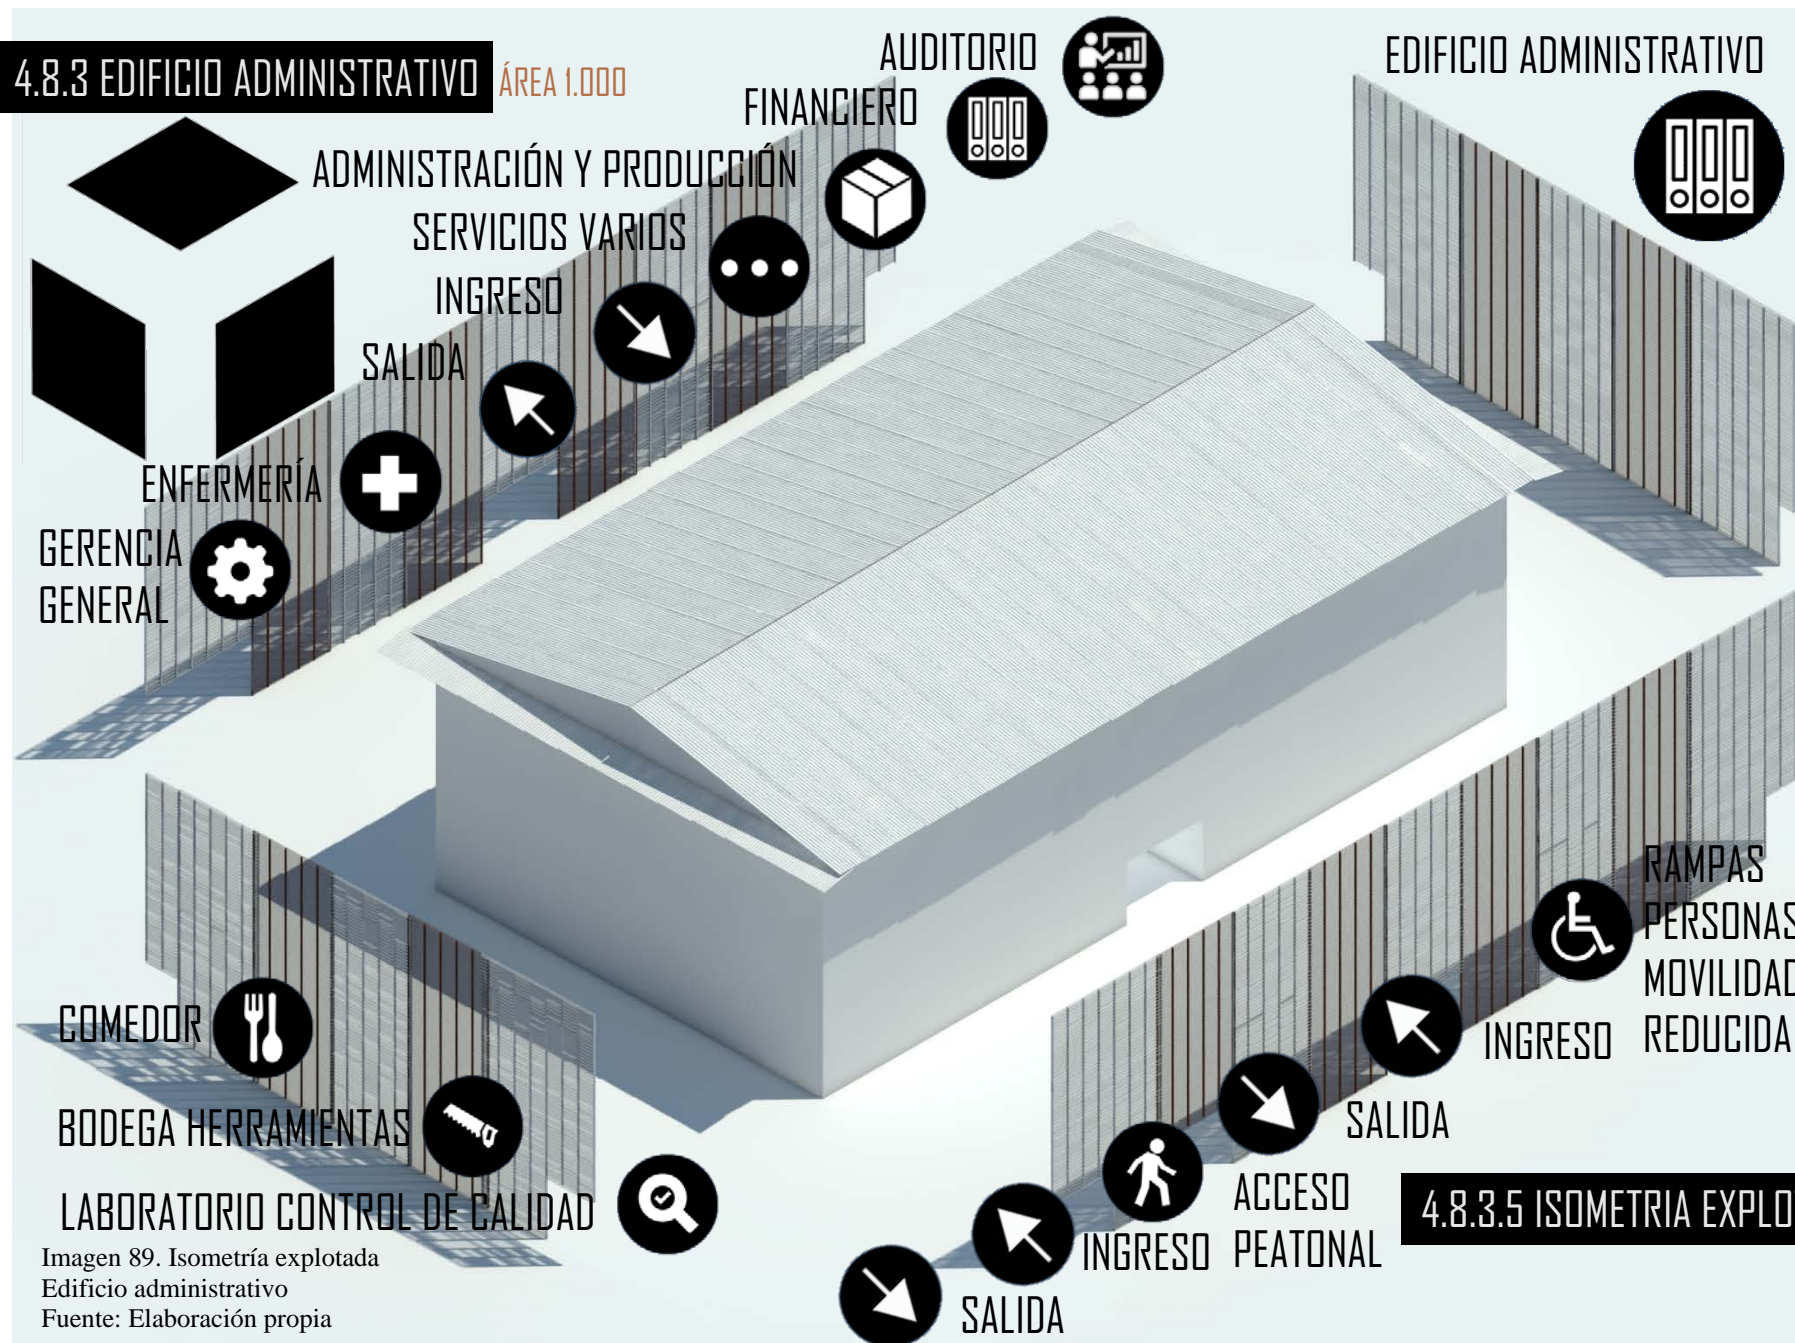 4.8.3 EDIFICIO ADMINISTRATIVO ÁREA 1.000
AUDITORIO
EDIFICIO ADMINISTRATIVO
FINANCIERO
ADMINISTRACIÓN Y PRODUCCIÓN
SERVICIOS VARIOS
INGRESO
SALIDA
ENFERMERÍA
GERENCIA
GENERAL
RAMPAS
PERSONAS
MOVILIDAD
REDUCIDA
INGRESO
SALIDA
ACCESO
PEATONAL
INGRESO
SALIDA
COMEDOR
BODEGA HERRAMIENTAS
LABORATORIO CONTROL DE CALIDAD
4.8.3.5 ISOMETRIA EXPLO
Imagen 89. Isometría explotada
Edificio administrativo
Fuente: Elaboración propia